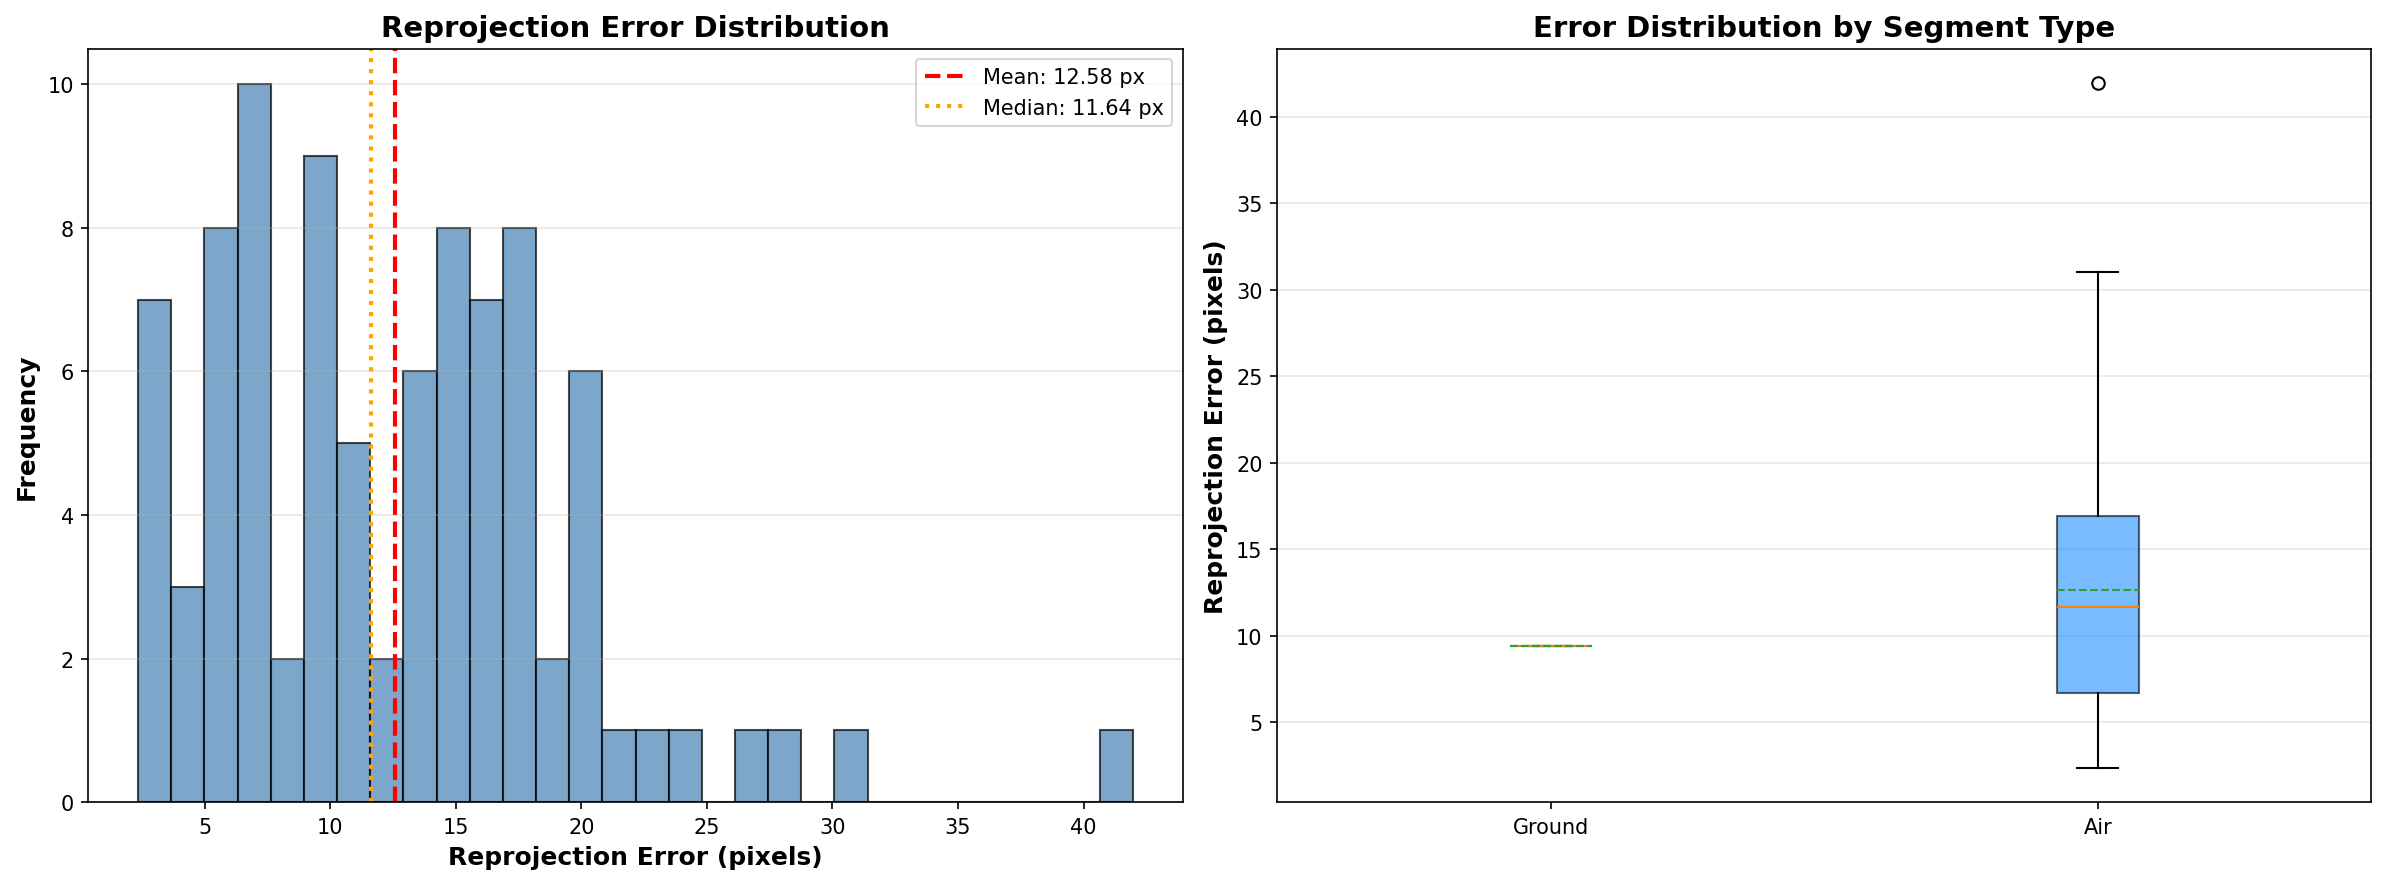 Reprojection Error Distribution
Mean: 12.58 px
Median: 11.64 px
Frequency
10
8
6
4
2
0
5
10
15
20
25
30
35
40
Reprojection Error (pixels)
Error Distribution by Segment Type
Reprojection Error (pixels)
40
35
30
25
20
15
10
5
Ground
Air